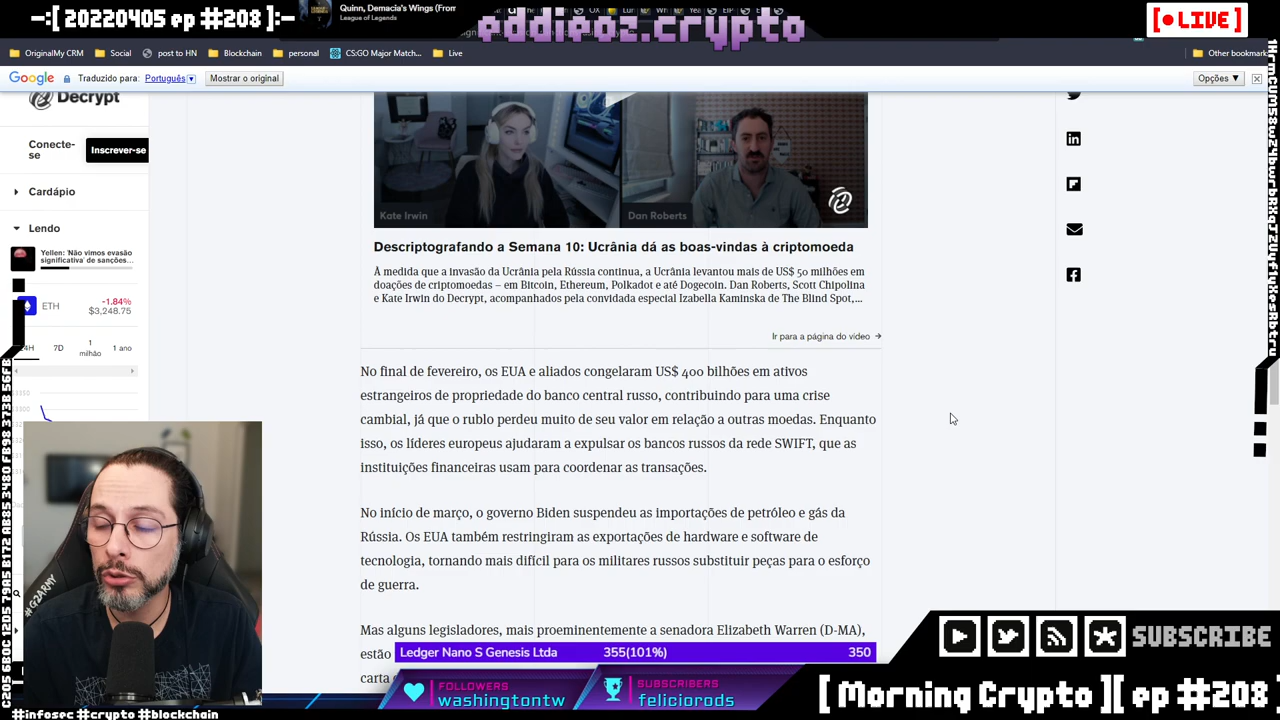 -:[ 20220405 ep #208 ]:-
Quinn, Demacia's Wings (From
League of Legends
eddieoz.crypto
[ LIVE ]
OriginalMy CRM
Social
post to HN
Blockchain
personal
CS:GO Major Match...
Live
Other bookmark
Google
Traduzido para:
Português
Mostrar o original
Opções ▼
Decrypt
Conecte-
se
Inscrever-se
Cardápio
Lendo
Yellen: 'Não vimos evasão
significativa' de sanções...
ETH
-1.84%
$3,248.75
7D
1
milhão
1 ano
Kate Irwin
Dan Roberts
Descriptografando a Semana 10: Ucrânia dá as boas-vindas à criptomoeda
À medida que a invasão da Ucrânia pela Rússia continua, a Ucrânia levantou mais de US$ 50 milhões em
doações de criptomoedas – em Bitcoin, Ethereum, Polkadot e até Dogecoin. Dan Roberts, Scott Chipolina
e Kate Irwin do Decrypt, acompanhados pela convidada especial Izabella Kaminska de The Blind Spot,...
Ir para a página do vídeo →
No final de fevereiro, os EUA e aliados congelaram US$ 400 bilhões em ativos
estrangeiros de propriedade do banco central russo, contribuindo para uma crise
cambial, já que o rublo perdeu muito de seu valor em relação a outras moedas. Enquanto
isso, os líderes europeus ajudaram a expulsar os bancos russos da rede SWIFT, que as
instituições financeiras usam para coordenar as transações.
No início de março, o governo Biden suspendeu as importações de petróleo e gás da
Rússia. Os EUA também restringiram as exportações de hardware e software de
tecnologia, tornando mais difícil para os militares russos substituir peças para o esforço
de guerra.
Mas alguns legisladores, mais proeminentemente a senadora Elizabeth Warren (D-MA),
estão
carta
Ledger Nano S Genesis Ltda
355(101%)
350
FOLLOWERS
washingtontw
SUBSCRIBERS
feliciorods
SUBSCRIBE
[ Morning Crypto ][ ep #208 ]
#G2ARMY
#infosec #crypto #blockchain